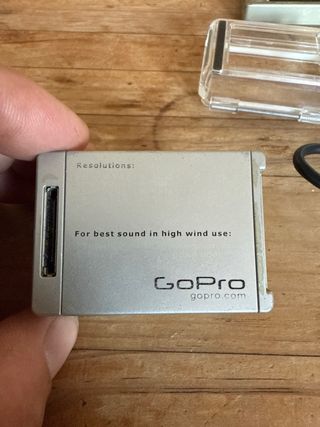 Resolutions:
For best sound in high wind use:
GoPro
gopro.com